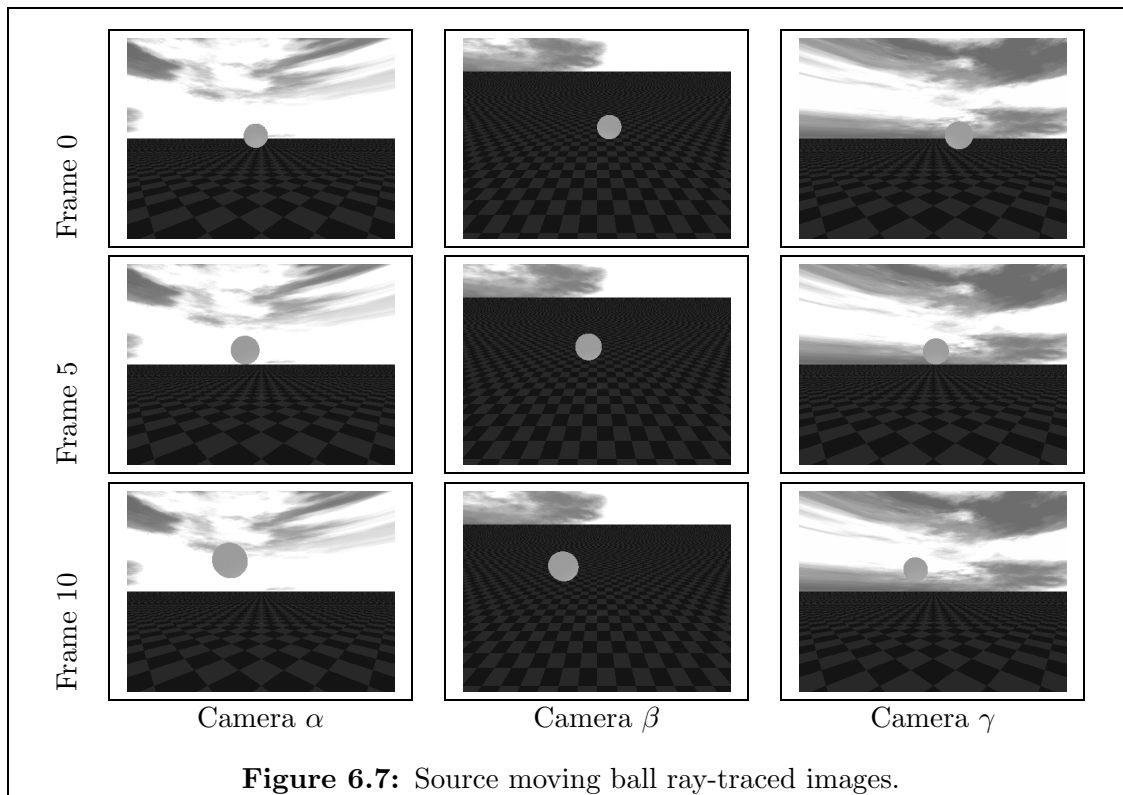 Frame 0
Frame 5
Frame 10
Camera α
Camera β
Camera γ
Figure 6.7: Source moving ball ray-traced images.